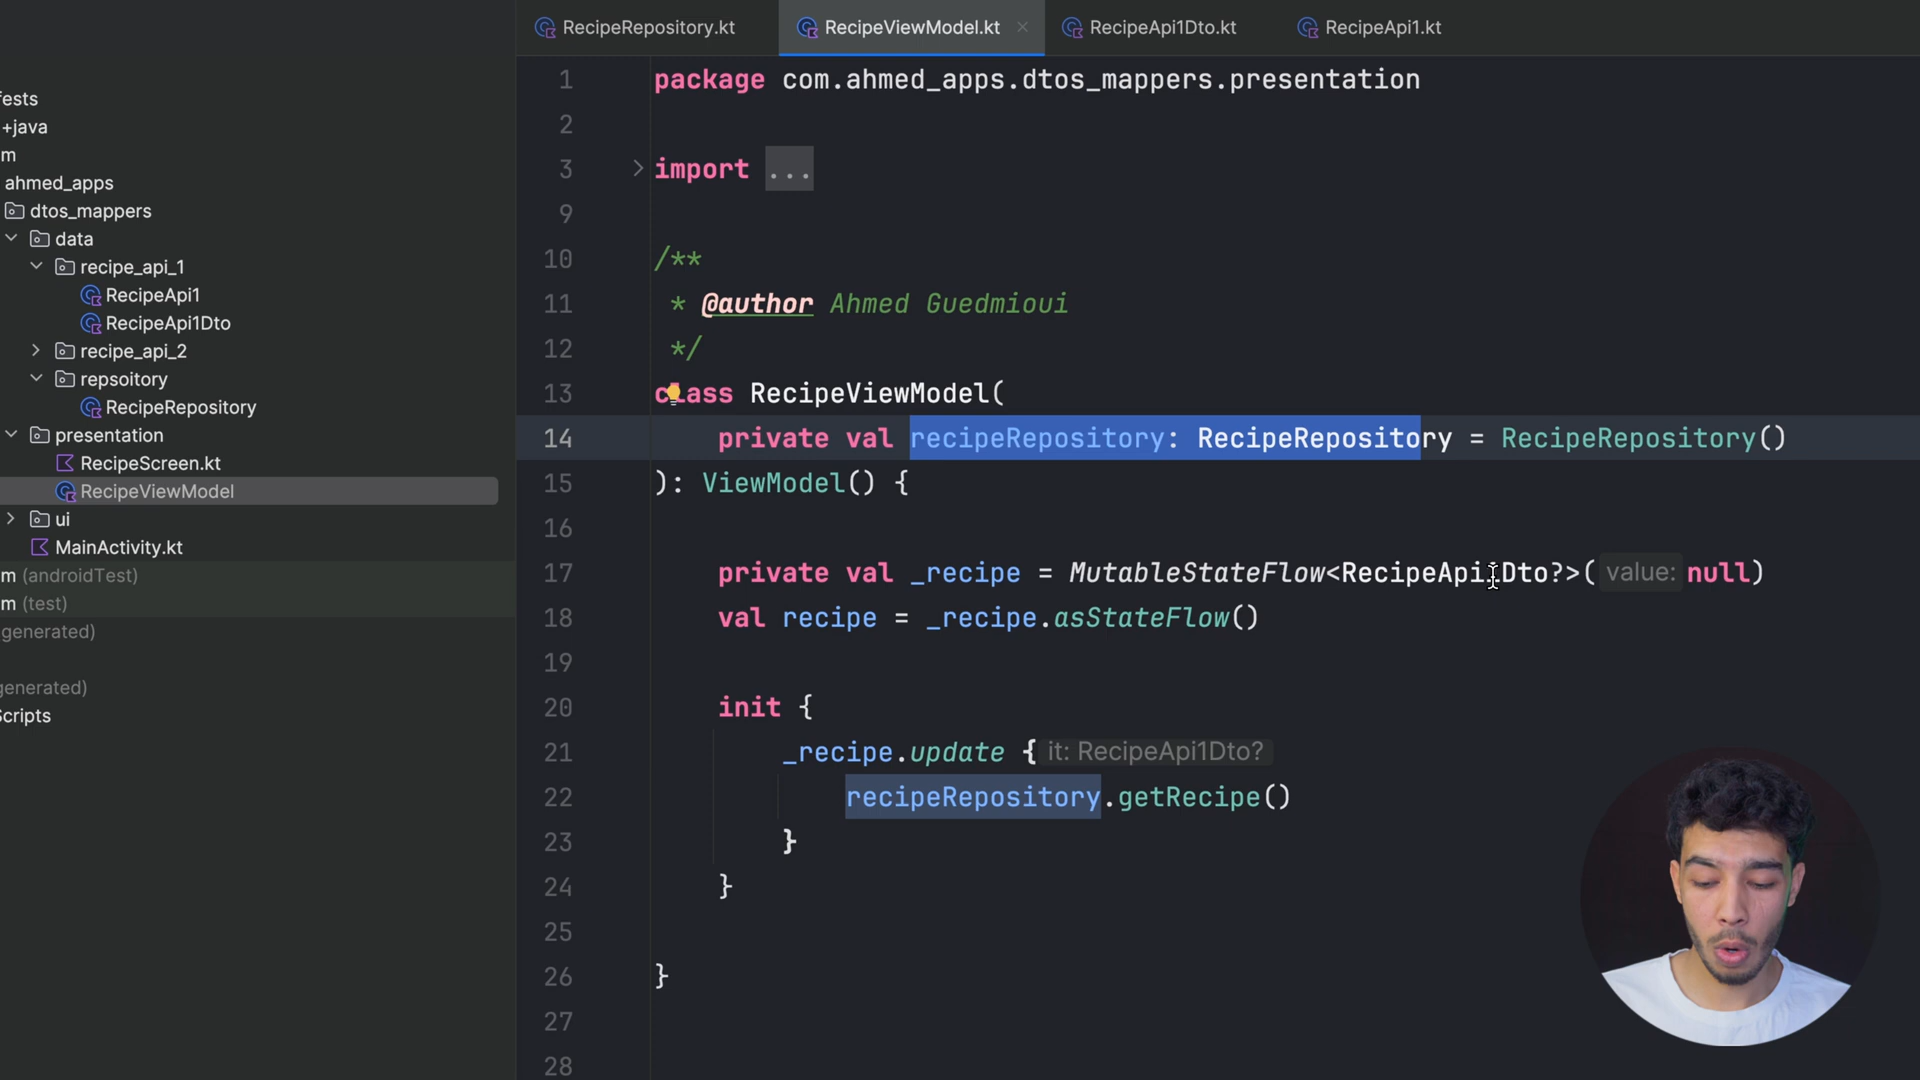 RecipeRepository.kt
RecipeViewModel.kt
RecipeApi1Dto.kt
RecipeApi1.kt
fests
+java
m
ahmed_apps
dtos_mappers
data
recipe_api_1
RecipeApi1
RecipeApi1Dto
recipe_api_2
repsoitory
RecipeRepository
presentation
RecipeScreen.kt
RecipeViewModel
ui
MainActivity.kt
m (androidTest)
m (test)
generated)
generated)
Scripts
1 package com.ahmed_apps.dtos_mappers.presentation
2
3 import ...
9
10 /**
11 * @author Ahmed Guedmioui
12 */
13 class RecipeViewModel(
14 private val recipeRepository: RecipeRepository = RecipeRepository()
15 ): ViewModel() {
16
17 private val _recipe = MutableStateFlow<RecipeApi1Dto?>( value: null)
18 val recipe = _recipe.asStateFlow()
19
20 init {
21 _recipe.update { it: RecipeApi1Dto?
22 recipeRepository.getRecipe()
23 }
24 }
25
26 }
27
28